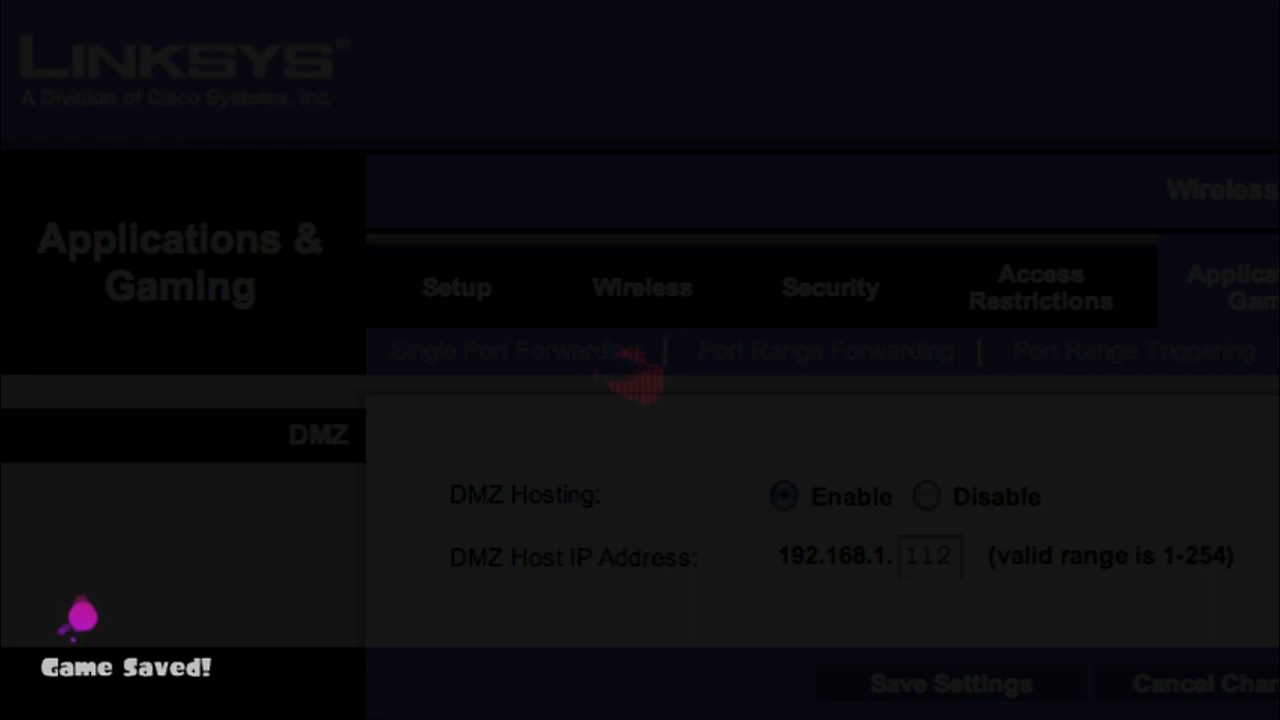 LINKSYS®
A Division of Cisco Systems, Inc.
Wireless
Applications &
Gaming
Setup
Wireless
Security
Access
Restrictions
Single Port Forwarding | Port Range Forwarding | Port Range Triggering
DMZ
DMZ Hosting: Enable Disable
DMZ Host IP Address: 192.168.1. 112 (valid range is 1-254)
Game Saved!
Save Settings
Cancel